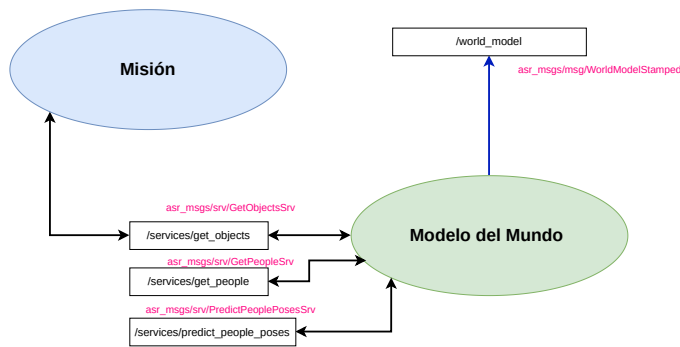 /world_model
Misión
asr_msgs/msg/WorldModelStamped
asr_msgs/srv/GetObjectsSrv
/services/get_objects
Modelo del Mundo
asr_msgs/srv/GetPeopleSrv
/services/get_people
asr_msgs/srv/PredictPeoplePosesSrv
/services/predict_people_poses